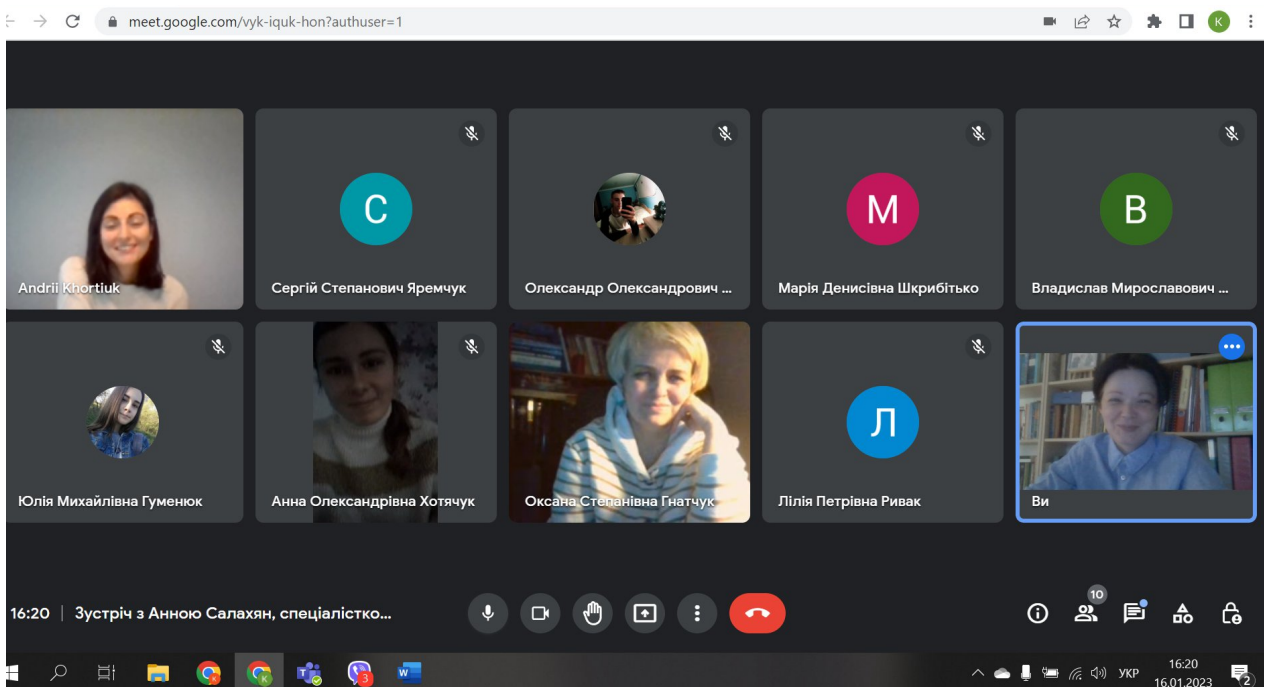 meet.google.com/vyk-iquk-hon?authuser=1
K
Andrii Khortiuk
С
Сергій Степанович Яремчук
Олександр Олександрович ...
М
Марія Денисівна Шкрибітько
В
Владислав Мирославович ...
Юлія Михайлівна Гуменюк
Анна Олександрівна Хотячук
Оксана Степанівна Гнатчук
Л
Лілія Петрівна Ривак
Ви
10
16:20 | Зустріч з Анною Салахян, спеціалістко...
3
W
УКР
16:20
16.01.2023
2